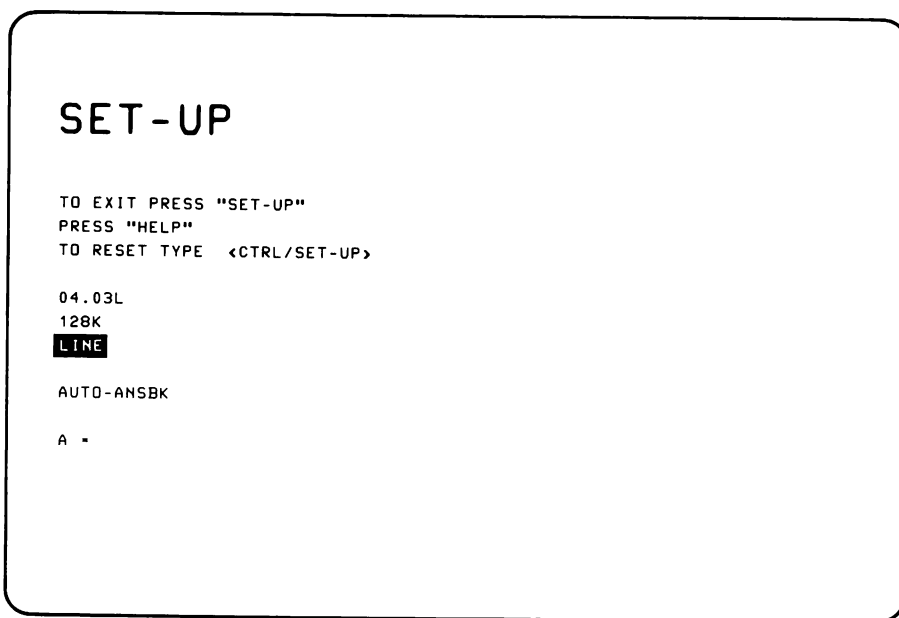 SET-UP
TO EXIT PRESS "SET-UP"
PRESS "HELP"
TO RESET TYPE <CTRL/SET-UP>
04.03L
128K
LINE
AUTO-ANSBK
A =